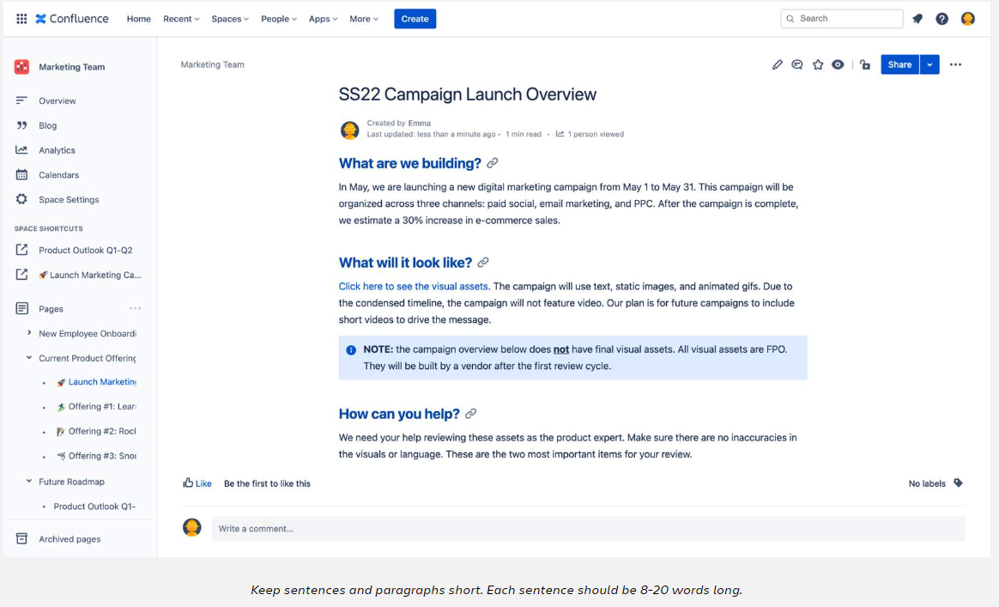 Confluence Home Recent Spaces People Apps More Create Search
Marketing Team
Overview
Blog
Analytics
Calendars
Space Settings
SPACE SHORTCUTS
Product Outlook Q1-Q2
🚀 Launch Marketing Ca...
Pages
New Employee Onboardi
Current Product Offering
Launch Marketing
Offering #1: Lear
Offering #2: Rock
Offering #3: Snor
Future Roadmap
Product Outlook Q1-
Archived pages
Marketing Team
Share
SS22 Campaign Launch Overview
Created by Emma
Last updated: less than a minute ago • 1 min read • 1 person viewed
What are we building?
In May, we are launching a new digital marketing campaign from May 1 to May 31. This campaign will be
organized across three channels: paid social, email marketing, and PPC. After the campaign is complete,
we estimate a 30% increase in e-commerce sales.
What will it look like?
Click here to see the visual assets. The campaign will use text, static images, and animated gifs. Due to
the condensed timeline, the campaign will not feature video. Our plan is for future campaigns to include
short videos to drive the message.
NOTE: the campaign overview below does not have final visual assets. All visual assets are FPO.
They will be built by a vendor after the first review cycle.
How can you help?
We need your help reviewing these assets as the product expert. Make sure there are no inaccuracies in
the visuals or language. These are the two most important items for your review.
Like Be the first to like this No labels
Write a comment...
Keep sentences and paragraphs short. Each sentence should be 8-20 words long.